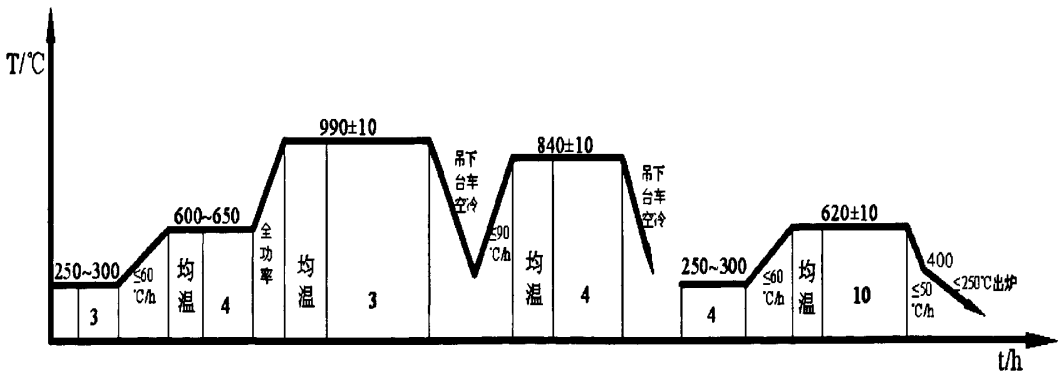 T/℃
250~300
3
≤60
℃/h
600~650
均温
4
全功率
990±10
均温
3
吊下
台车
空冷
≤90
℃/h
840±10
均温
4
吊下
台车
空冷
250~300
4
≤60
℃/h
620±10
均温
10
400
≤50
℃/h
≤250℃出炉
t/h